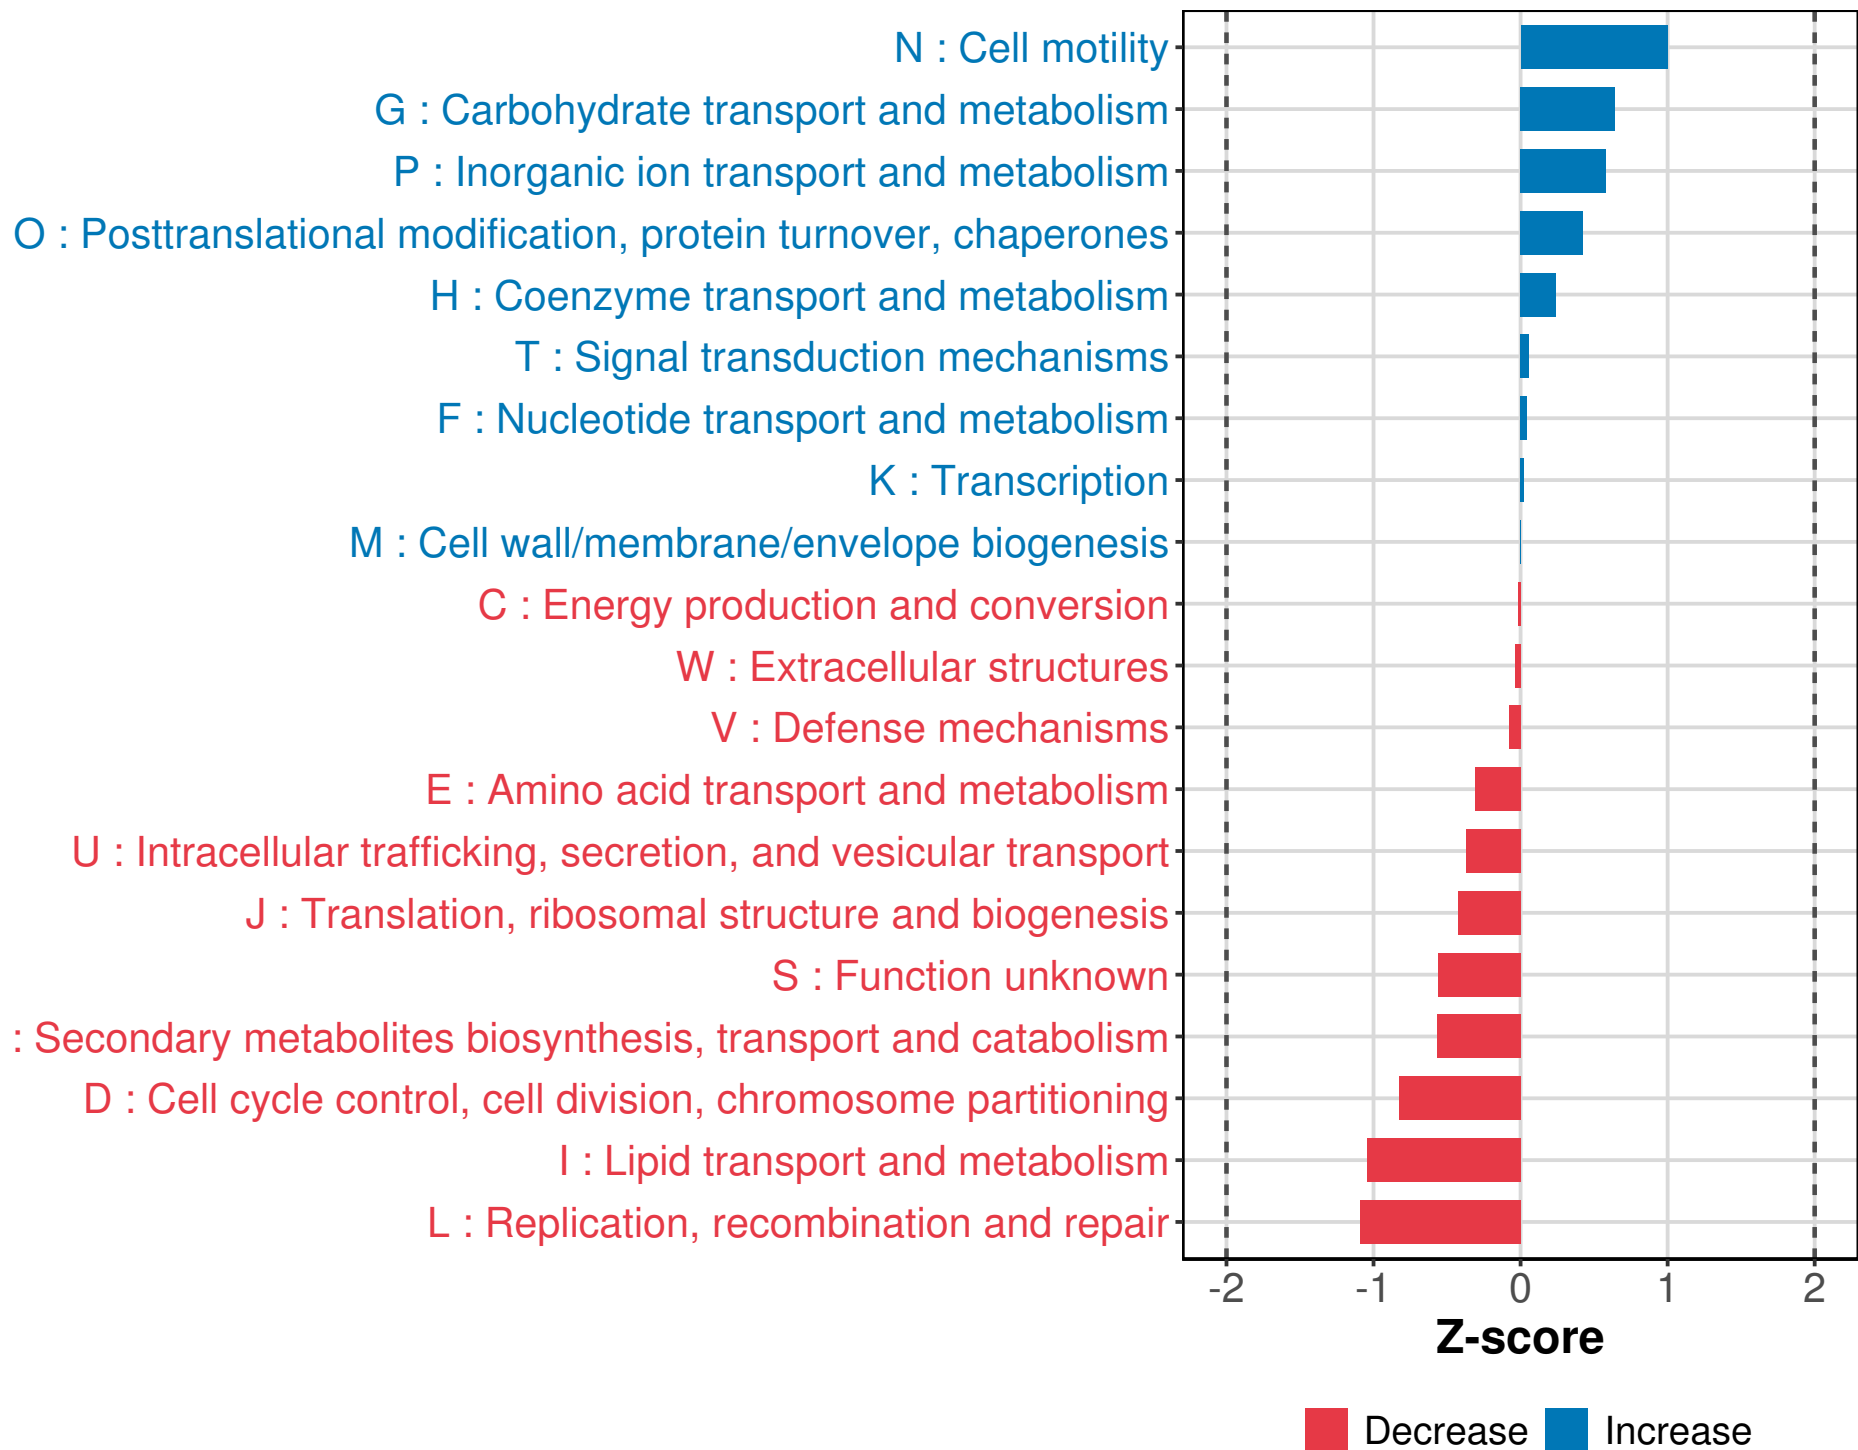 N : Cell motility
G : Carbohydrate transport and metabolism
P : Inorganic ion transport and metabolism
O : Posttranslational modification, protein turnover, chaperones
H : Coenzyme transport and metabolism
T : Signal transduction mechanisms
F : Nucleotide transport and metabolism
K : Transcription
M : Cell wall/membrane/envelope biogenesis
C : Energy production and conversion
W : Extracellular structures
V : Defense mechanisms
E : Amino acid transport and metabolism
U : Intracellular trafficking, secretion, and vesicular transport
J : Translation, ribosomal structure and biogenesis
S : Function unknown
: Secondary metabolites biosynthesis, transport and catabolism
D : Cell cycle control, cell division, chromosome partitioning
I : Lipid transport and metabolism
L : Replication, recombination and repair
-2 -1 0 1 2
Z-score
Decrease Increase